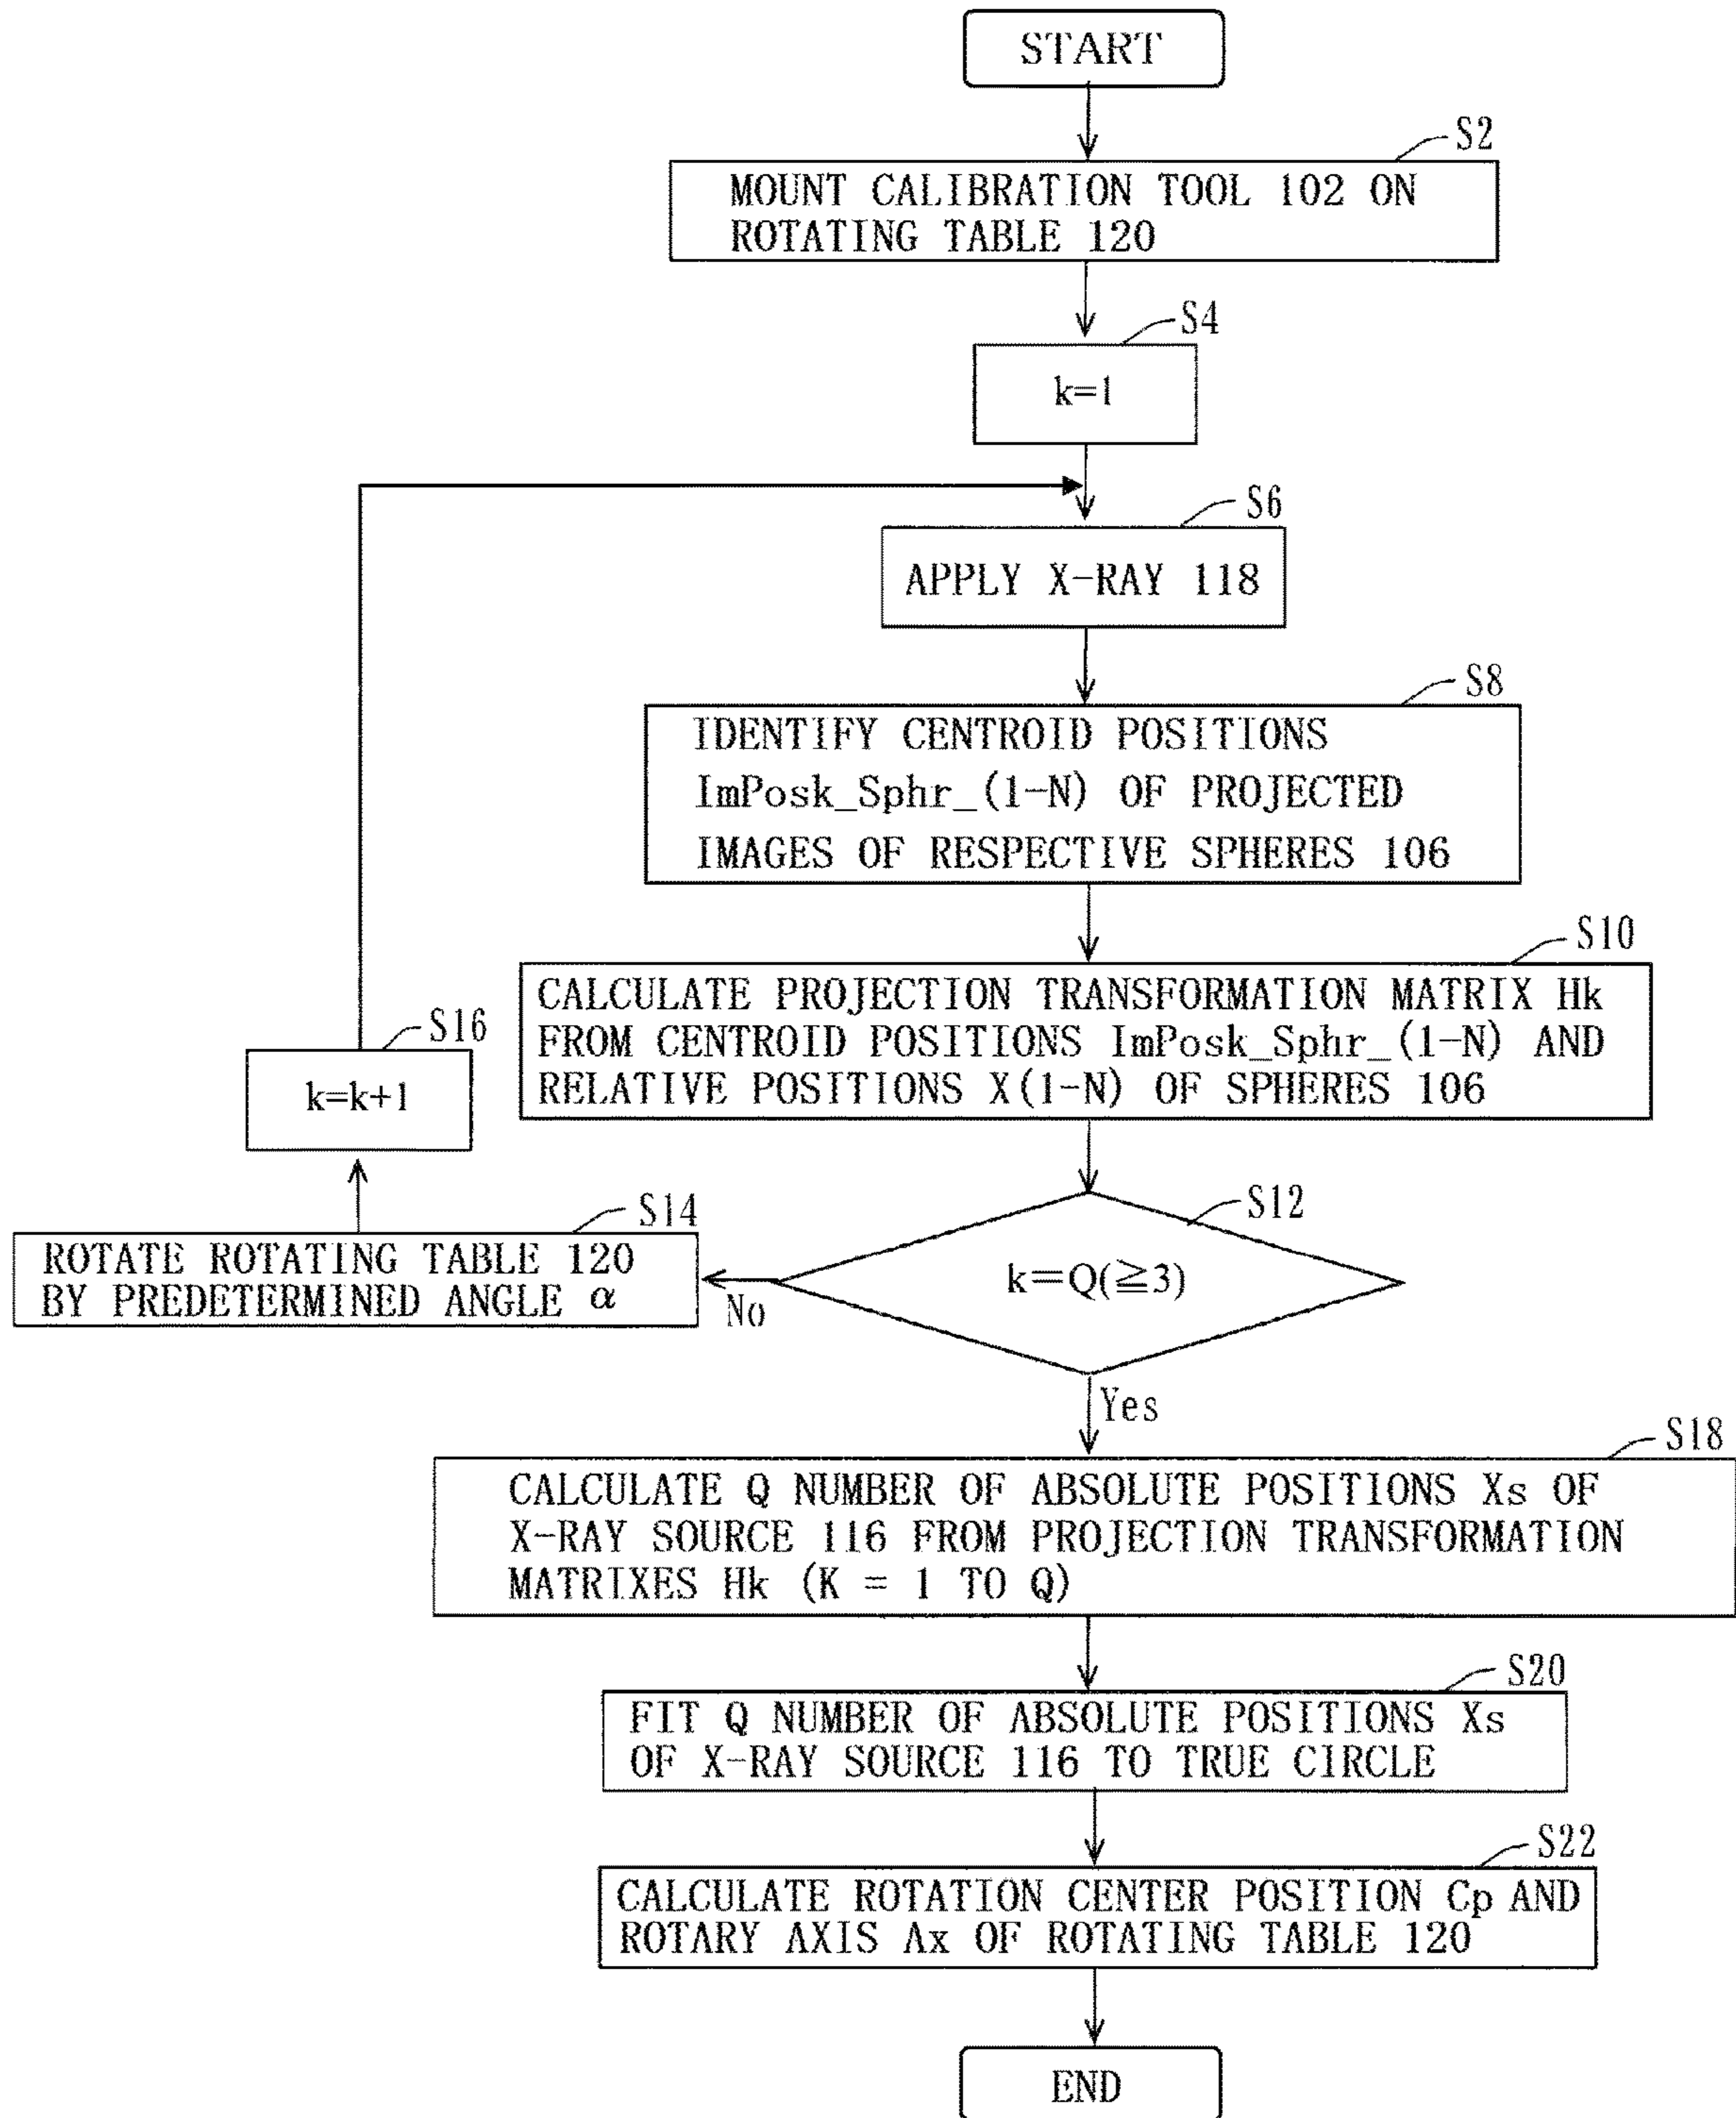 START
S2
MOUNT CALIBRATION TOOL 102 ON
ROTATING TABLE 120
S4
k=1
S6
APPLY X-RAY 118
S8
IDENTIFY CENTROID POSITIONS
ImPosk_Sphr_(1-N) OF PROJECTED
IMAGES OF RESPECTIVE SPHERES 106
S10
CALCULATE PROJECTION TRANSFORMATION MATRIX Hk
FROM CENTROID POSITIONS ImPosk_Sphr_(1-N) AND
RELATIVE POSITIONS X(1-N) OF SPHERES 106
S16
k=k+1
S12
k=Q(≧3)
S14
ROTATE ROTATING TABLE 120
BY PREDETERMINED ANGLE α
No
Yes
S18
CALCULATE Q NUMBER OF ABSOLUTE POSITIONS Xs OF
X-RAY SOURCE 116 FROM PROJECTION TRANSFORMATION
MATRIXES Hk (K = 1 TO Q)
S20
FIT Q NUMBER OF ABSOLUTE POSITIONS Xs
OF X-RAY SOURCE 116 TO TRUE CIRCLE
S22
CALCULATE ROTATION CENTER POSITION Cp AND
ROTARY AXIS Ax OF ROTATING TABLE 120
END